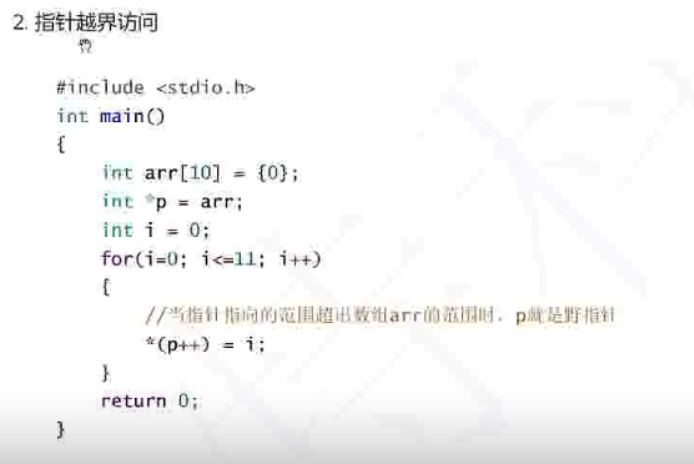 2. 指针越界访问
#include <stdio.h>
int main()
{
int arr[10] = {0};
int *p = arr;
int i = 0;
for(i=0; i<=11; i++)
{
//当指针指向的范围超出数组arr的范围时，p就是野指针
*(p++) = i;
}
return 0;
}